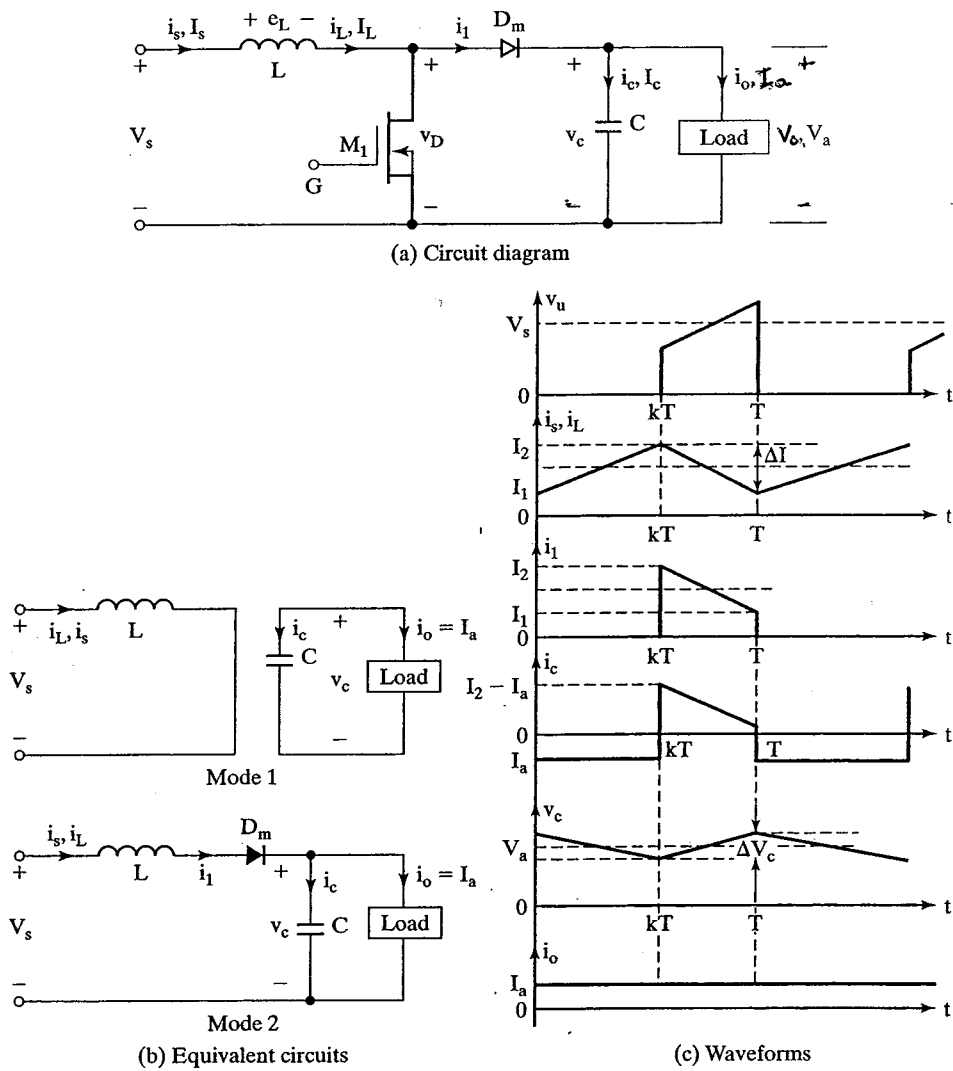 + e_L −
i_s, I_s
i_L, I_L
i_1
D_m
L
+
+
+
+
i_c, I_c
i_o, I_a
V_s
M_1
v_D
v_c
C
Load
V_o, V_a
G
−
−
−
(a) Circuit diagram
v_u
V_s
0
kT
T
t
i_s, i_L
I_2
ΔI
I_1
0
kT
T
t
i_1
I_2
I_1
0
kT
T
t
i_c
I_2 − I_a
0
kT
T
t
I_a
v_c
V_a
ΔV_c
0
kT
T
t
i_o
I_a
0
t
(c) Waveforms
+
i_L, i_s
L
i_c
+
i_o = I_a
C
V_s
v_c
Load
−
−
Mode 1
i_s, i_L
D_m
+
L
i_1
+
i_c
i_o = I_a
V_s
v_c
C
Load
−
−
Mode 2
(b) Equivalent circuits